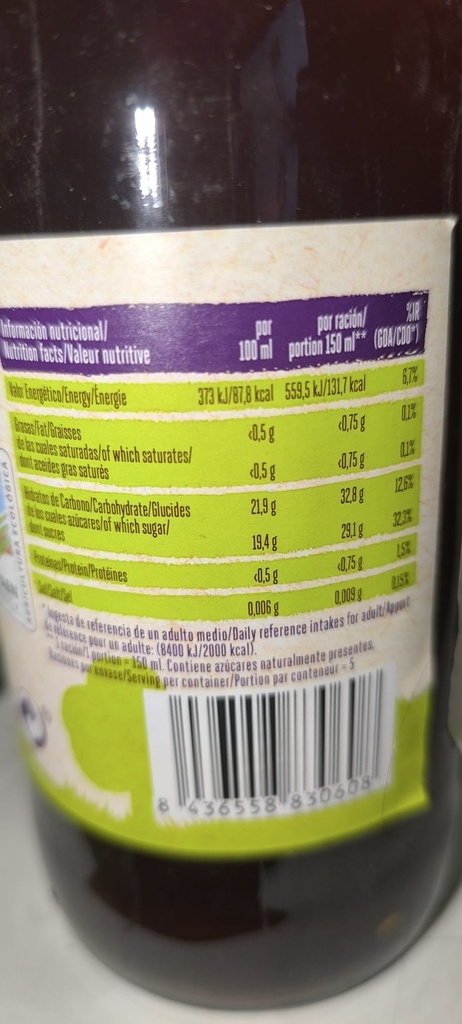 Información nutricional/
Nutrition facts/Valeur nutritive
por 100 ml
por ración/
portion 150 ml**
%IR
(GDA/CDO*)
Valor Energético/Energy/Énergie 373 kJ/87,8 kcal 559,5 kJ/131,7 kcal 6,7%
Grasas/Fat/Graisses <0,5 g <0,75 g 0,1%
de las cuales saturadas/of which saturates/
dont acéides gras saturés <0,5 g <0,75 g 0,1%
Hidratos de Carbono/Carbohydrate/Glucides 21,9 g 32,8 g 12,6%
de los cuales azúcares/of which sugar/
dont sucres 19,4 g 29,1 g 32,3%
Proteínas/Protein/Protéines <0,5 g <0,75 g 1,5%
Sal/Salt/Sel 0,006 g 0,009 g 0,15%
* Ingesta de referencia de un adulto medio/Daily reference intakes for adult/Apport
de référence pour un adulte: (8400 kJ/2000 kcal).
** 1 ración/1 portion = 150 ml. Contiene azúcares naturalmente presentes.
Raciones por envase/Serving per container/Portion par conteneur = 5
AGRICULTURA ECOLÓGICA
8 436558 830608